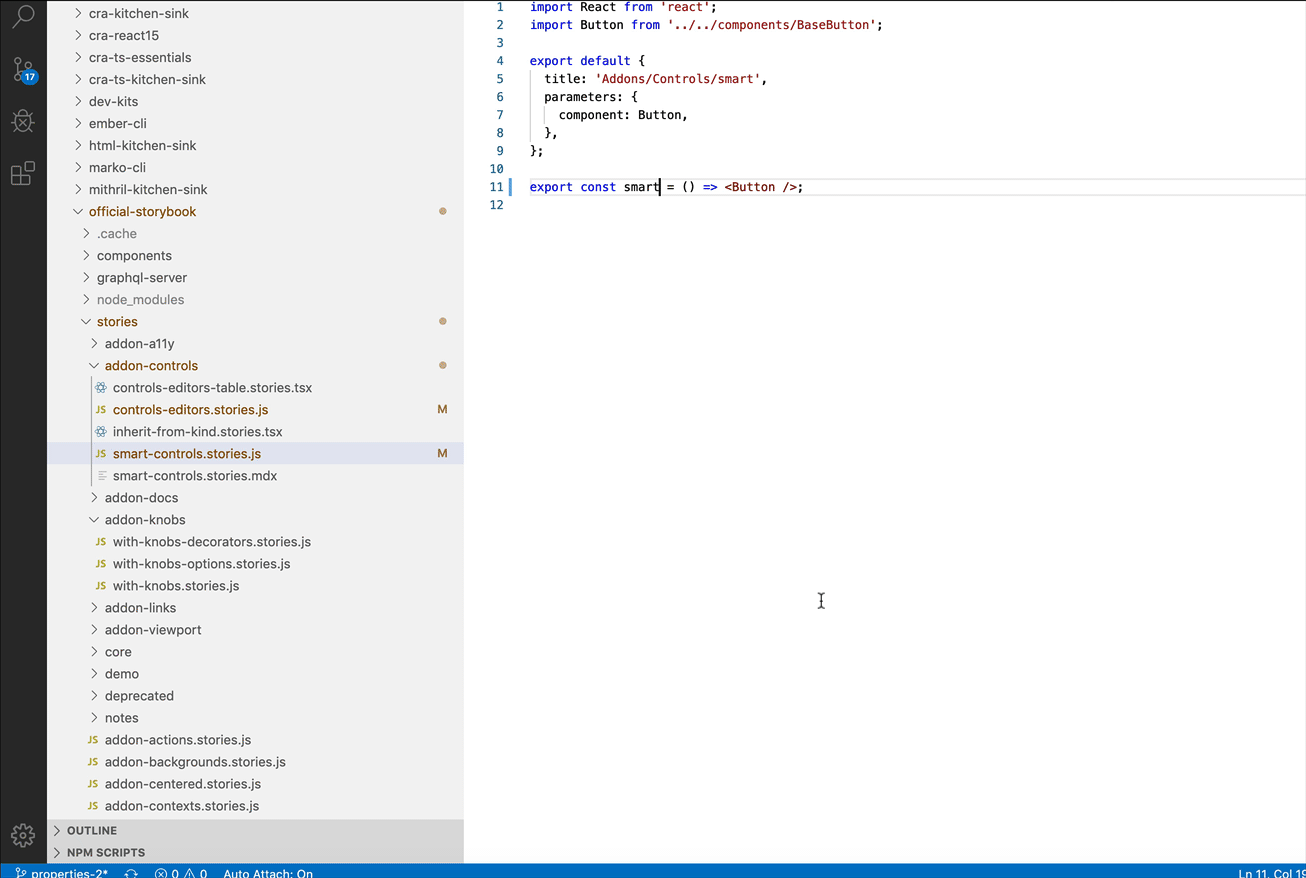 17
cra-kitchen-sink
cra-react15
cra-ts-essentials
cra-ts-kitchen-sink
dev-kits
ember-cli
html-kitchen-sink
marko-cli
mithril-kitchen-sink
official-storybook
.cache
components
graphql-server
node_modules
stories
addon-a11y
addon-controls
controls-editors-table.stories.tsx
JS controls-editors.stories.js M
inherit-from-kind.stories.tsx
JS smart-controls.stories.js M
smart-controls.stories.mdx
addon-docs
addon-knobs
JS with-knobs-decorators.stories.js
JS with-knobs-options.stories.js
JS with-knobs.stories.js
addon-links
addon-viewport
core
demo
deprecated
notes
JS addon-actions.stories.js
JS addon-backgrounds.stories.js
JS addon-centered.stories.js
JS addon-contexts.stories.js
OUTLINE
NPM SCRIPTS
1 import React from 'react';
2 import Button from '../../components/BaseButton';
3
4 export default {
5 title: 'Addons/Controls/smart',
6 parameters: {
7 component: Button,
8 },
9 };
10
11 export const smart = () => <Button />;
12
properties-2* 0 0 Auto Attach: On Ln 11, Col 19